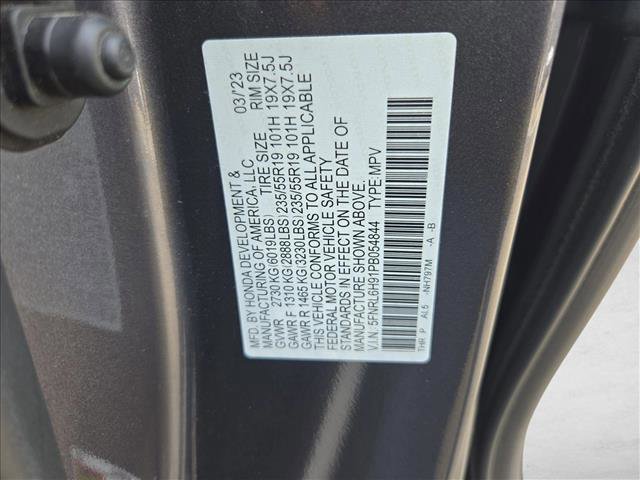 MFD. BY HONDA DEVELOPMENT &
MANUFACTURING OF AMERICA, LLC 03/'23
GVWR 2730 KG(6019LBS) TIRE SIZE RIM SIZE
GAWR F 1310 KG(2888LBS)235/55R19 101H 19X7.5J
GAWR R 1465 KG(3230LBS)235/55R19 101H 19X7.5J
THIS VEHICLE CONFORMS TO ALL APPLICABLE
FEDERAL MOTOR VEHICLE SAFETY
STANDARDS IN EFFECT ON THE DATE OF
MANUFACTURE SHOWN ABOVE.
V.I.N: 5FNRL6H91PB054844 TYPE:MPV
THR P AL5 -NH797M -A -B